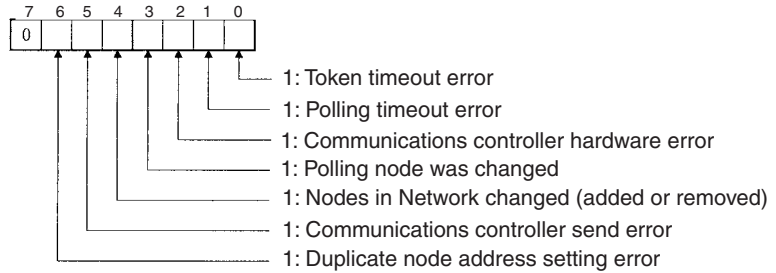 7 6 5 4 3 2 1 0
0
1: Token timeout error
1: Polling timeout error
1: Communications controller hardware error
1: Polling node was changed
1: Nodes in Network changed (added or removed)
1: Communications controller send error
1: Duplicate node address setting error